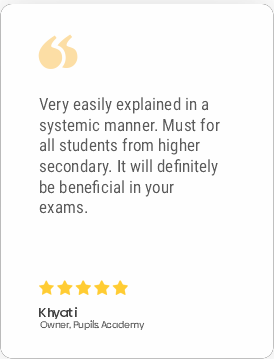 Very easily explained in a
systemic manner. Must for
all students from higher
secondary. It will definitely
be beneficial in your
exams.
Khyati
Owner, Pupils Academy